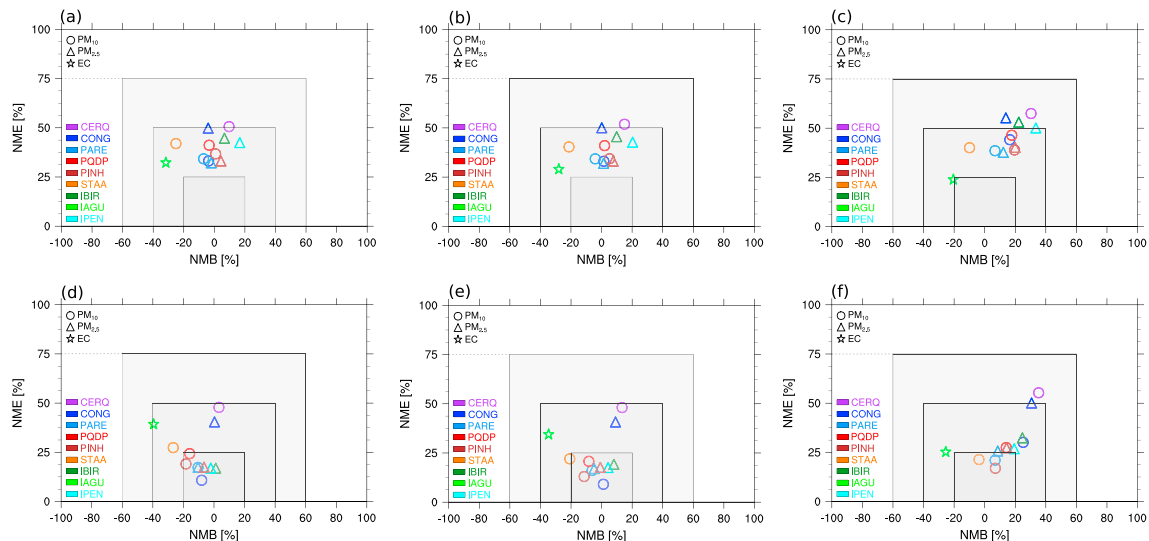 (a)
100
75
50
25
0
NME [%]
PM10
PM2.5
EC
CERQ
CONG
PARE
PQDP
PINH
STAA
IBIR
IAGU
IPEN
-100 -80 -60 -40 -20 0 20 40 60 80 100
NMB [%]
(b)
100
75
50
25
0
NME [%]
PM10
PM2.5
EC
CERQ
CONG
PARE
PQDP
PINH
STAA
IBIR
IAGU
IPEN
-100 -80 -60 -40 -20 0 20 40 60 80 100
NMB [%]
(c)
100
75
50
25
0
NME [%]
PM10
PM2.5
EC
CERQ
CONG
PARE
PQDP
PINH
STAA
IBIR
IAGU
IPEN
-100 -80 -60 -40 -20 0 20 40 60 80 100
NMB [%]
(d)
100
75
50
25
0
NME [%]
PM10
PM2.5
EC
CERQ
CONG
PARE
PQDP
PINH
STAA
IBIR
IAGU
IPEN
-100 -80 -60 -40 -20 0 20 40 60 80 100
NMB [%]
(e)
100
75
50
25
0
NME [%]
PM10
PM2.5
EC
CERQ
CONG
PARE
PQDP
PINH
STAA
IBIR
IAGU
IPEN
-100 -80 -60 -40 -20 0 20 40 60 80 100
NMB [%]
(f)
100
75
50
25
0
NME [%]
PM10
PM2.5
EC
CERQ
CONG
PARE
PQDP
PINH
STAA
IBIR
IAGU
IPEN
-100 -80 -60 -40 -20 0 20 40 60 80 100
NMB [%]